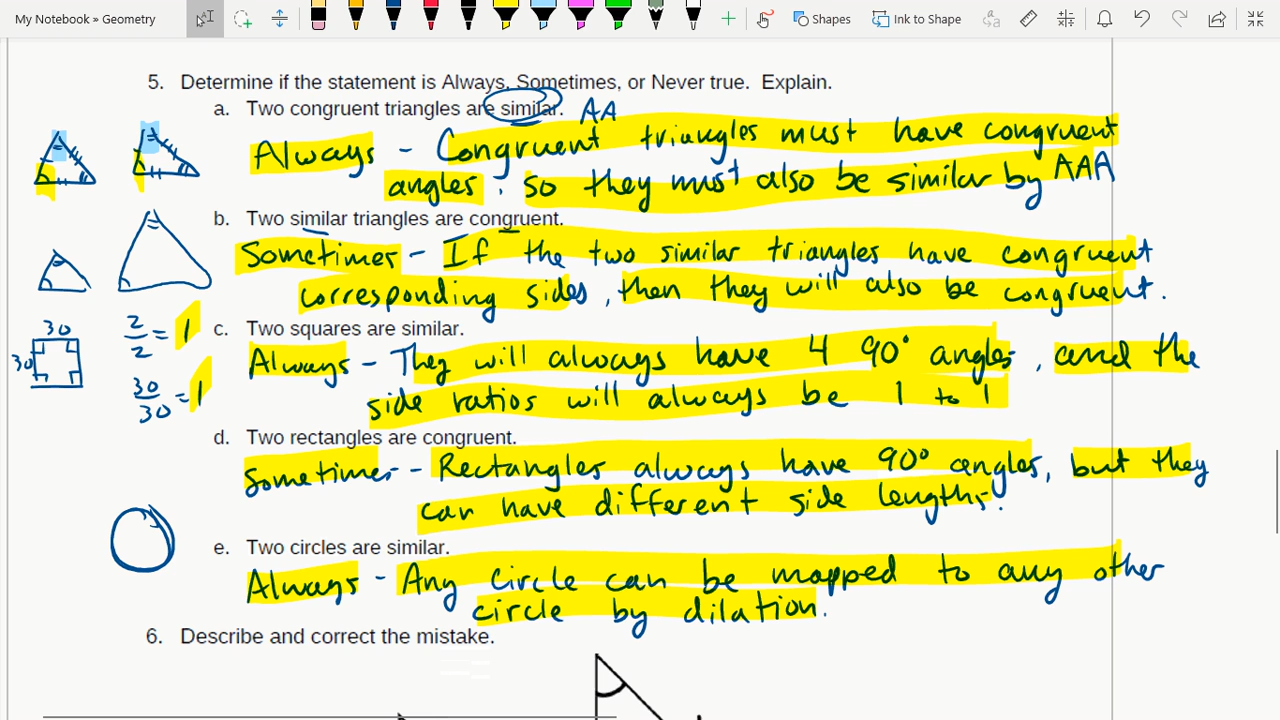 My Notebook » Geometry
Shapes
Ink to Shape
5. Determine if the statement is Always, Sometimes, or Never true. Explain.
a. Two congruent triangles are similar. AA
Always - Congruent triangles must have congruent
angles, so they must also be similar by AAA
b. Two similar triangles are congruent.
Sometimes - If the two similar triangles have congruent
corresponding sides, then they will also be congruent.
30
30
2/2 = 1
30/30 = 1
c. Two squares are similar.
Always - They will always have 4 90° angles, and the
side ratios will always be 1 to 1
d. Two rectangles are congruent.
Sometimes - Rectangles always have 90° angles, but they
can have different side lengths.
e. Two circles are similar.
Always - Any circle can be mapped to any other
circle by dilation.
6. Describe and correct the mistake.